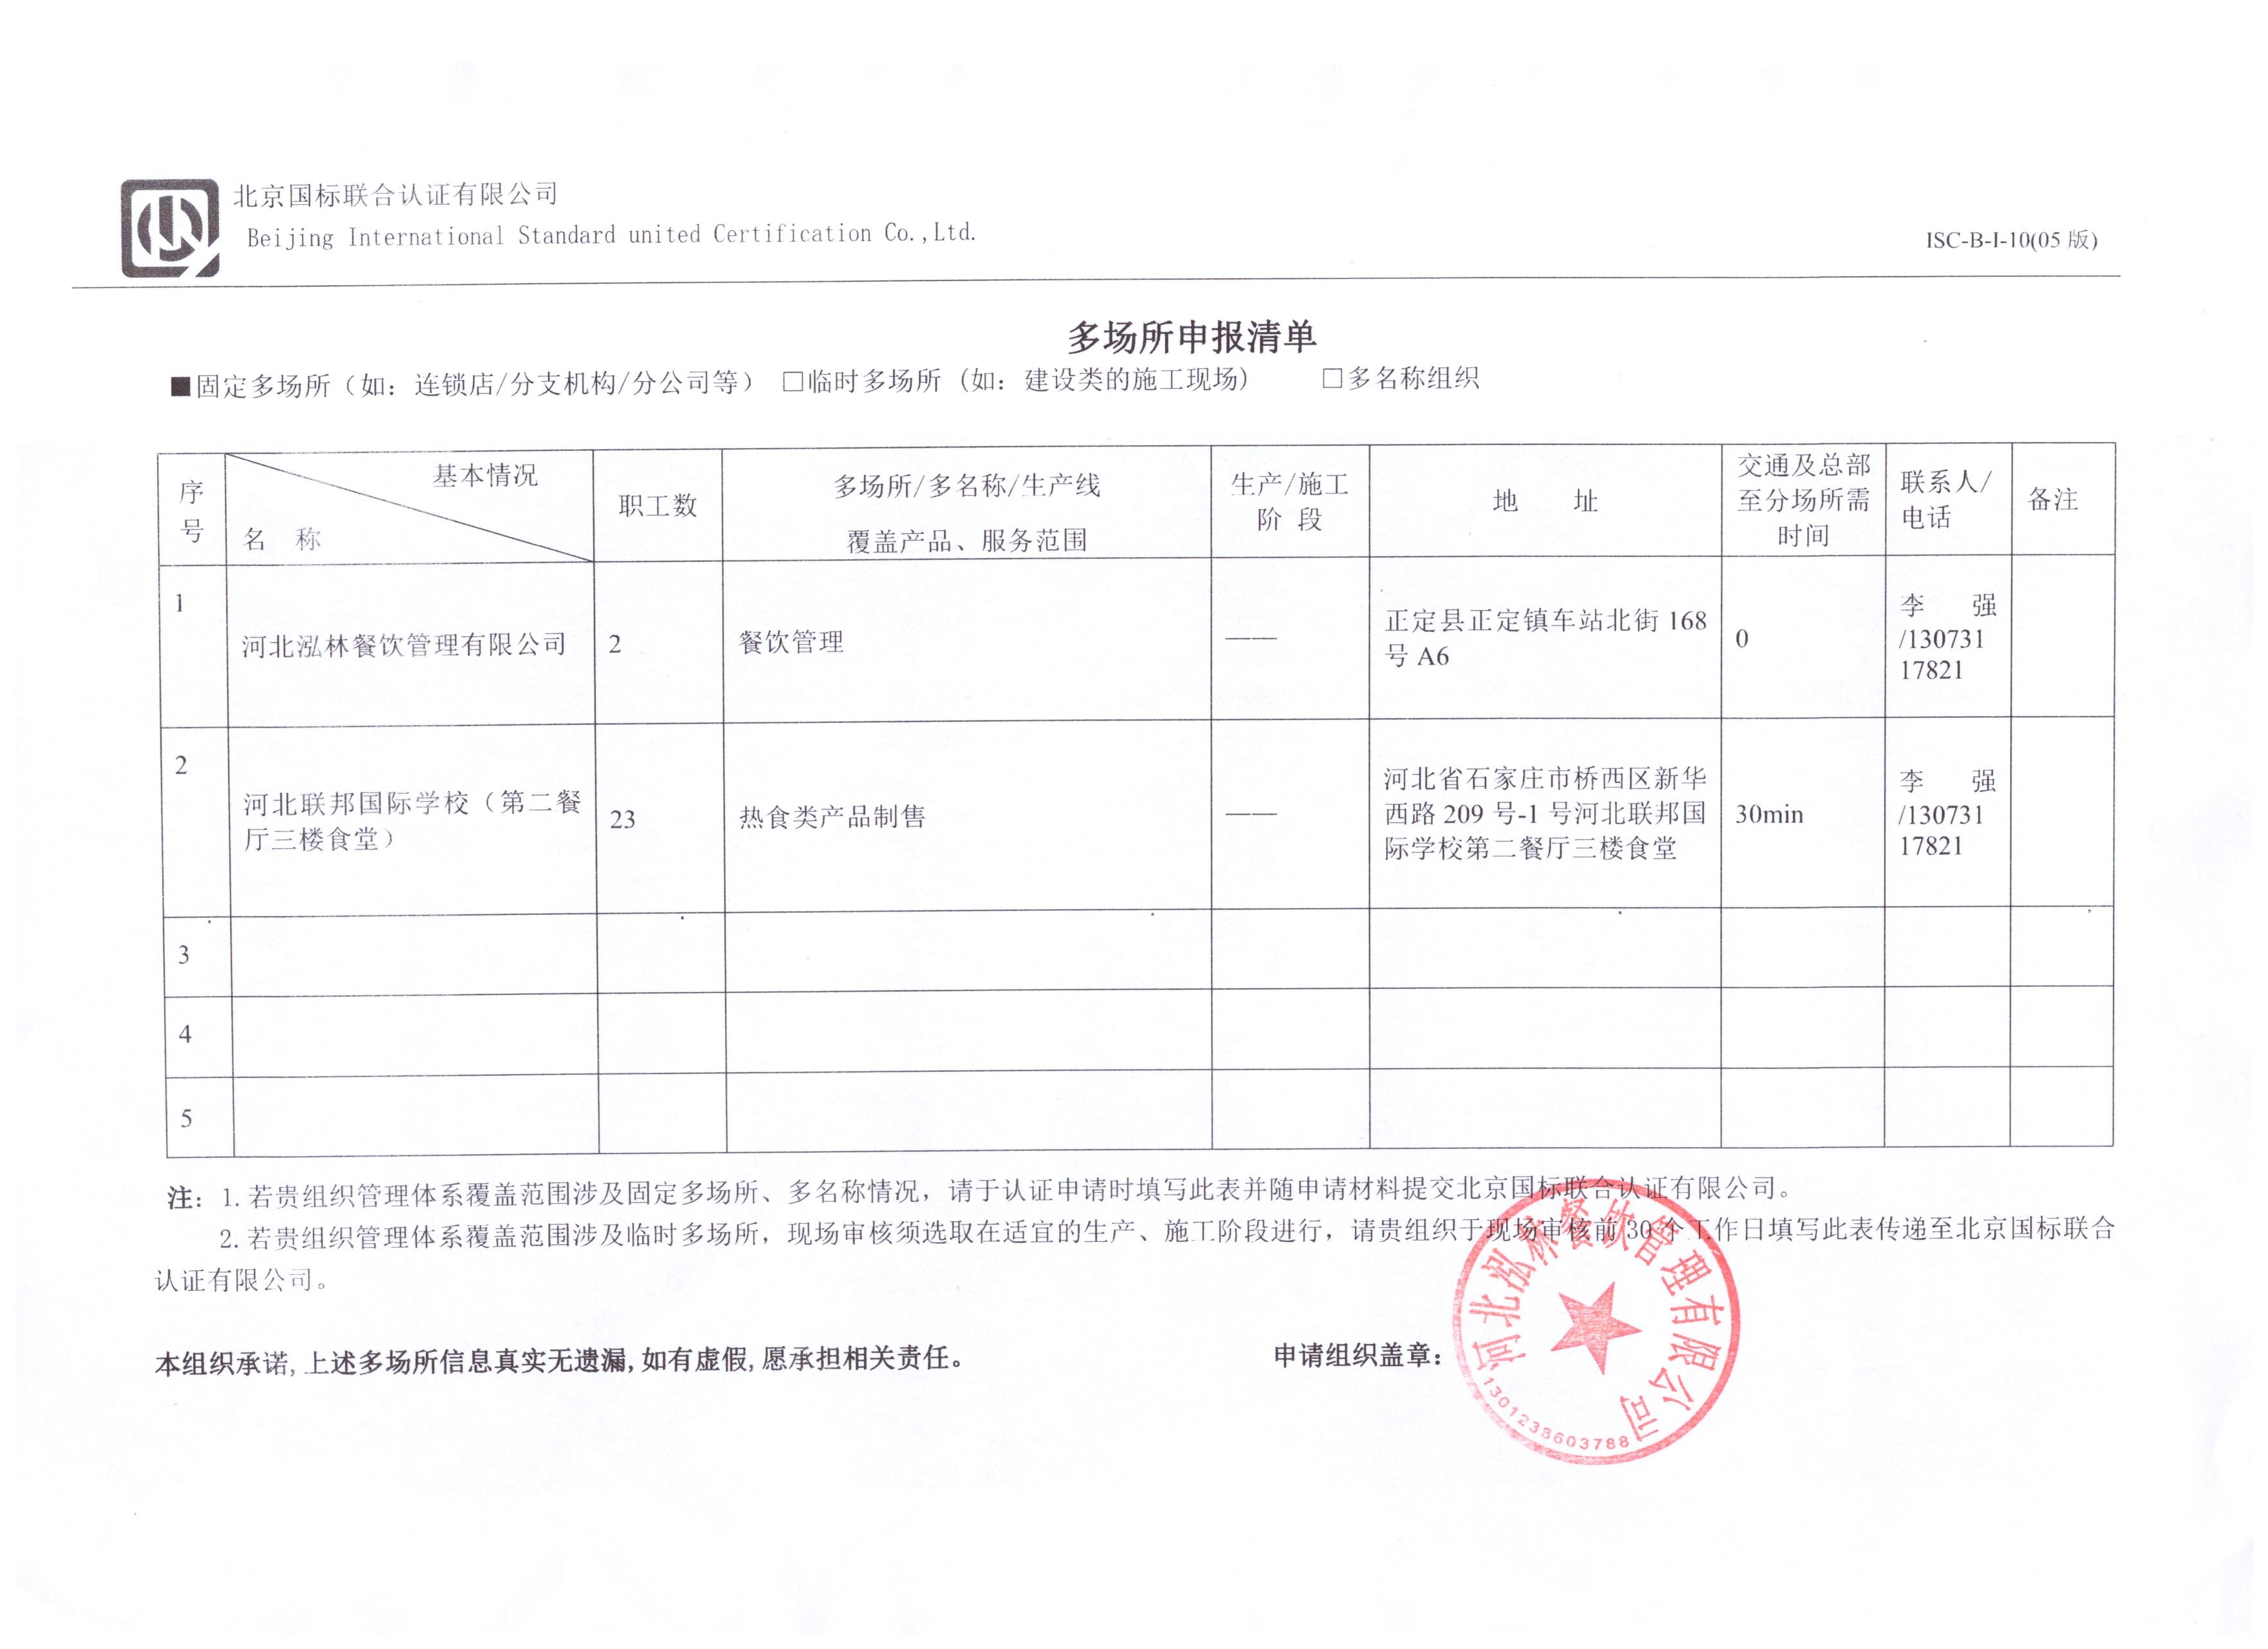 北京国标联合认证有限公司
Beijing International Standard united Certification Co.,Ltd.
ISC-B-I-10(05 版)
多场所申报清单
■固定多场所（如：连锁店/分支机构/分公司等） □临时多场所（如：建设类的施工现场） □多名称组织
序号 基本情况 名 称 职工数 多场所/多名称/生产线 覆盖产品、服务范围 生产/施工阶 段 地 址 交通及总部至分场所需时间 联系人/电话 备注
1 河北泓林餐饮管理有限公司 2 餐饮管理 —— 正定县正定镇车站北街 168 号 A6 0 李 强/13073117821
2 河北联邦国际学校（第二餐厅三楼食堂） 23 热食类产品制售 —— 河北省石家庄市桥西区新华西路 209 号-1 号河北联邦国际学校第二餐厅三楼食堂 30min 李 强/13073117821
3
4
5
注：1.若贵组织管理体系覆盖范围涉及固定多场所、多名称情况，请于认证申请时填写此表并随申请材料提交北京国标联合认证有限公司。
2.若贵组织管理体系覆盖范围涉及临时多场所，现场审核须选取在适宜的生产、施工阶段进行，请贵组织于现场审核前 30 个工作日填写此表传递至北京国标联合
认证有限公司。
本组织承诺,上述多场所信息真实无遗漏,如有虚假,愿承担相关责任。
申请组织盖章：
河北泓林餐饮管理有限公司
1301238603788